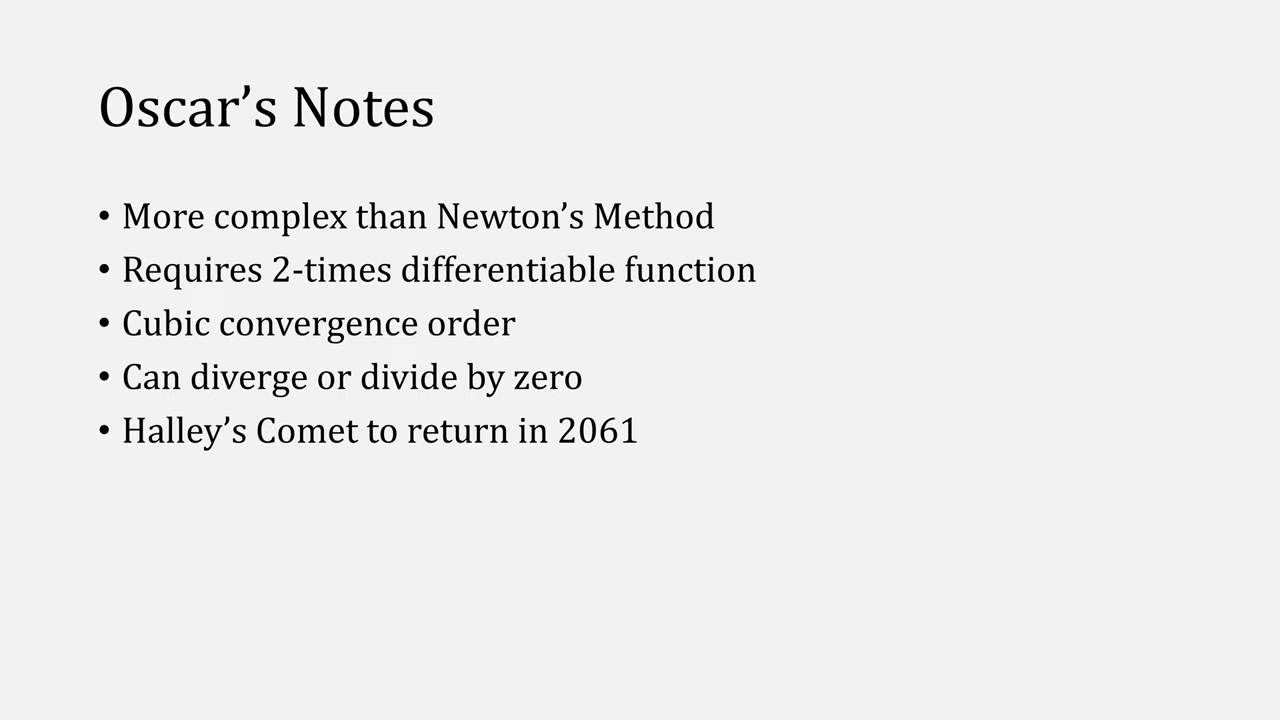 Oscar’s Notes
• More complex than Newton’s Method
• Requires 2-times differentiable function
• Cubic convergence order
• Can diverge or divide by zero
• Halley’s Comet to return in 2061